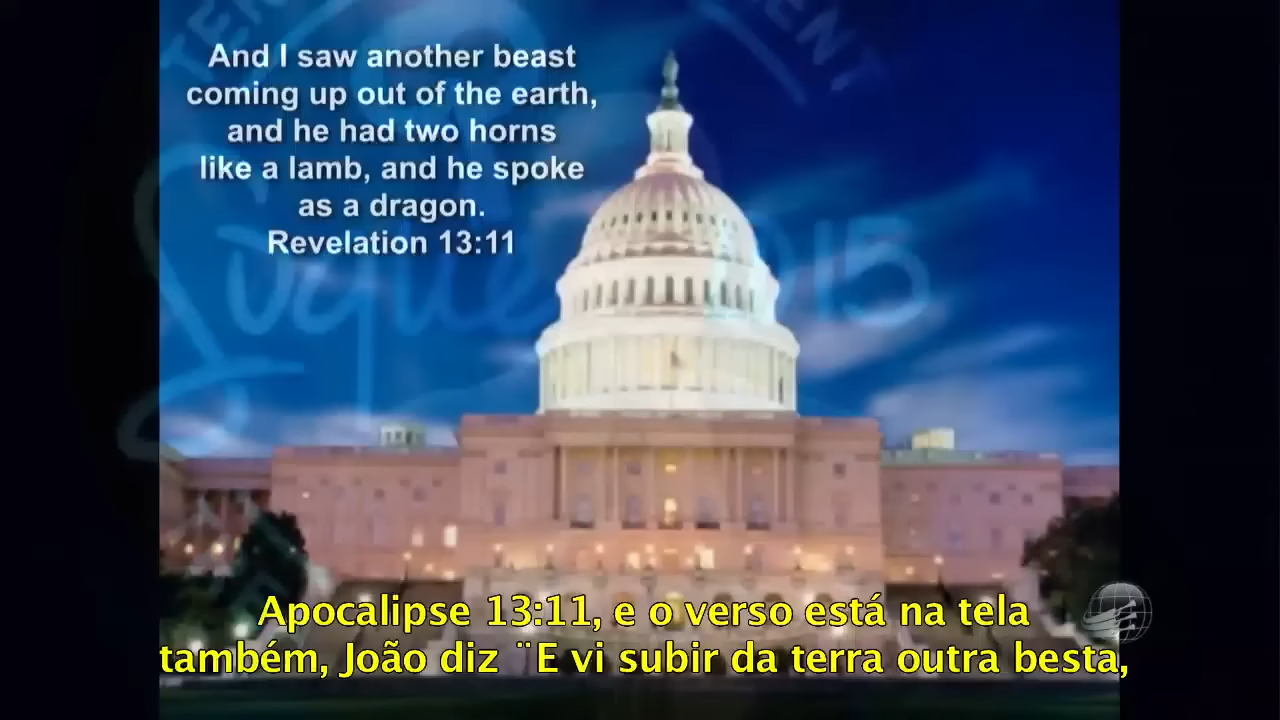 And I saw another beast
coming up out of the earth,
and he had two horns
like a lamb, and he spoke
as a dragon.
Revelation 13:11
2015
Apocalipse 13:11, e o verso está na tela
também, João diz ¨E vi subir da terra outra besta,